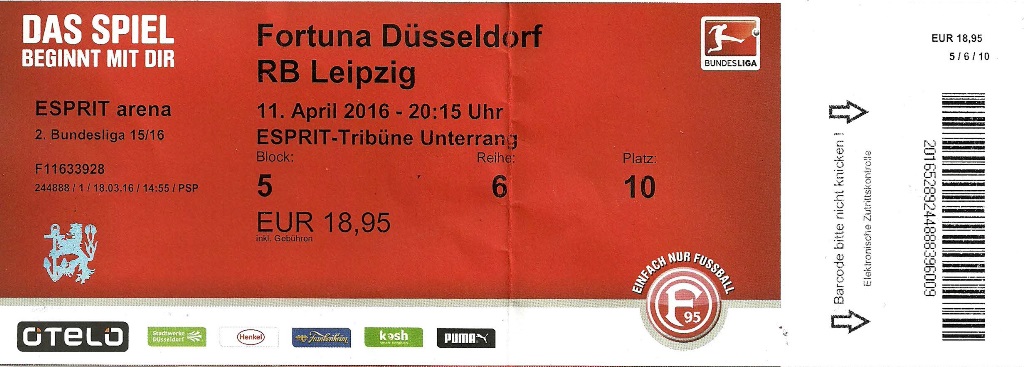 DAS SPIEL
BEGINNT MIT DIR
ESPRIT arena
2. Bundesliga 15/16
F11633928
244888 / 1 / 18.03.16 / 14:55 / PSP
Fortuna Düsseldorf
RB Leipzig
11. April 2016 - 20:15 Uhr
ESPRIT-Tribüne Unterrang
Block: Reihe: Platz:
5 6 10
EUR 18,95
inkl. Gebühren
BUNDESLIGA
EINFACH NUR FUSSBALL
F 95
OTELO
Stadtwerke
Düsseldorf
Henkel
Frankenheim
kosh
PUMA
EUR 18,95
5 / 6 / 10
Barcode bitte nicht knicken !
Elektronische Zutrittskontrolle
20165289244888396009